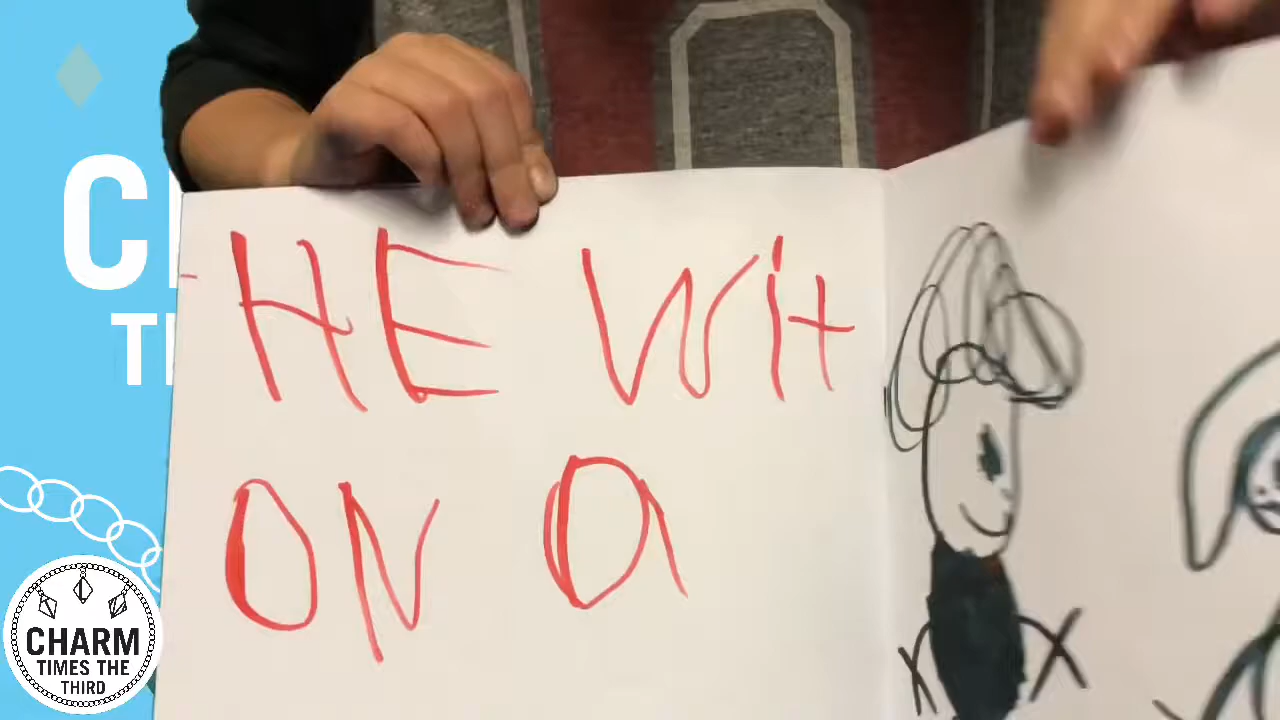 HE Wit
ON a
C
T
CHARM
TIMES THE
THIRD